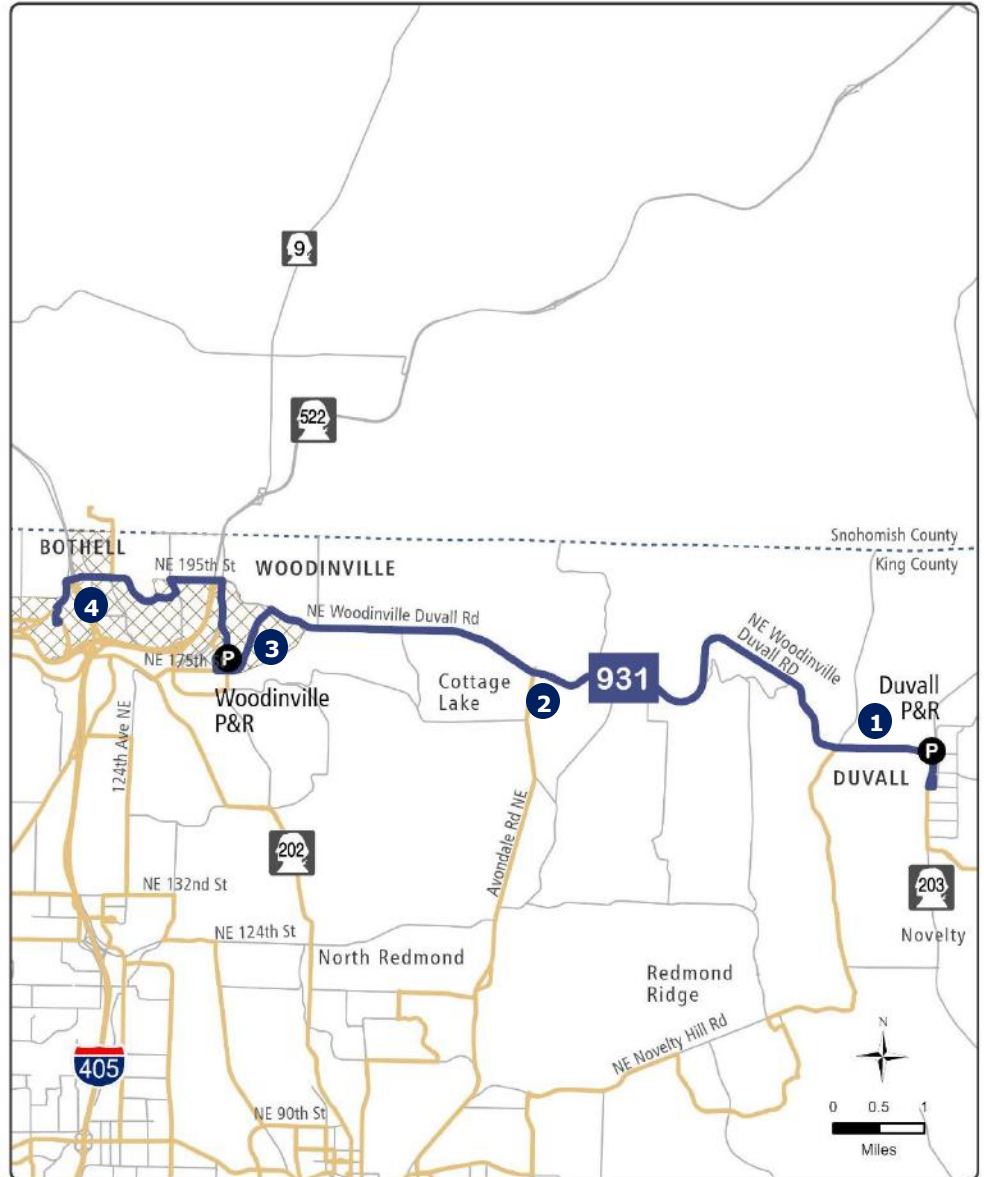 9
522
Snohomish County
King County
BOTHELL
NE 195th St
WOODINVILLE
4
NE Woodinville Duvall Rd
3
NE 175th
P
Woodinville
P&R
Cottage
Lake
2
931
NE Woodinville
Duvall RD
Duvall
P&R
1
P
DUVALL
124th Ave NE
202
Avondale Rd NE
203
NE 132nd St
NE 124th St
Novelty
North Redmond
Redmond
Ridge
NE Novelty Hill Rd
N
405
NE 90th St
0 0.5 1
Miles